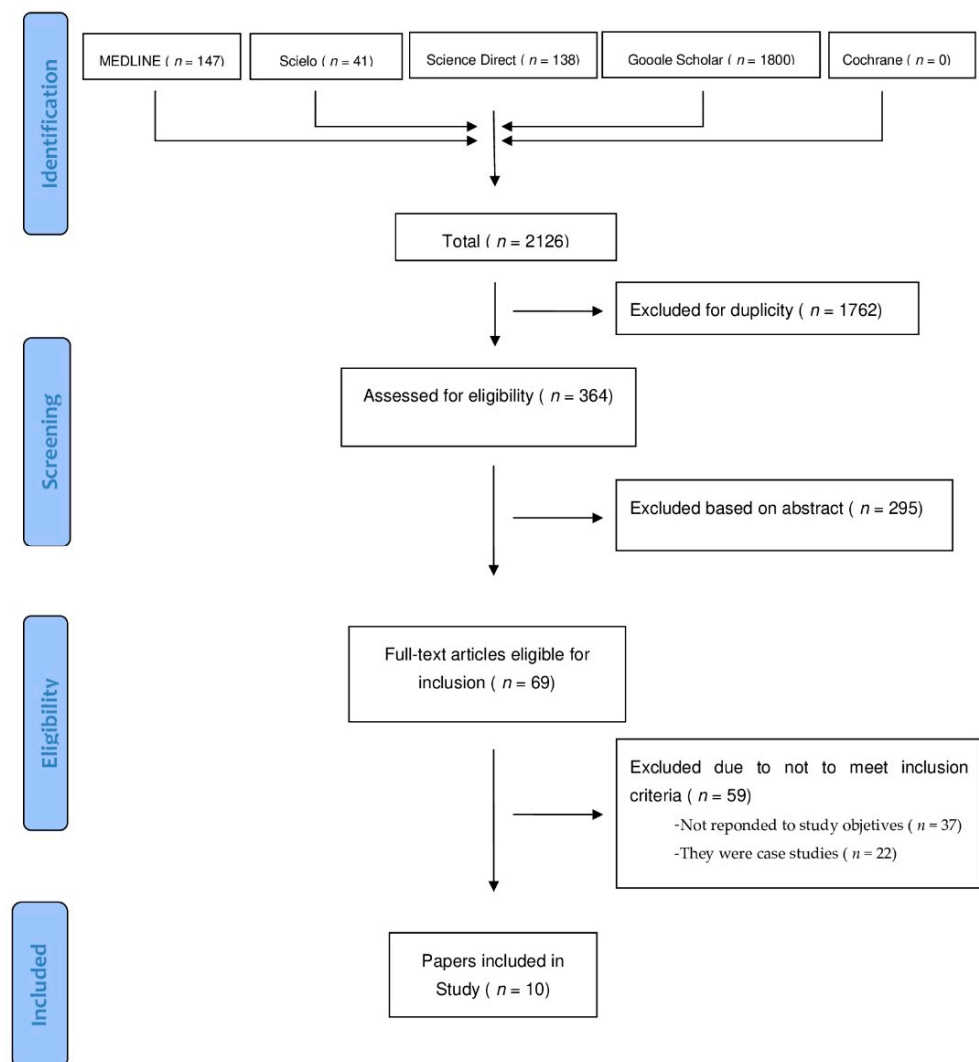 Identification
MEDLINE ( n = 147)
Scielo ( n = 41)
Science Direct ( n = 138)
Google Scholar ( n = 1800)
Cochrane ( n = 0)
Total ( n = 2126)
Excluded for duplicity ( n = 1762)
Screening
Assessed for eligibility ( n = 364)
Excluded based on abstract ( n = 295)
Eligibility
Full-text articles eligible for
inclusion ( n = 69)
Excluded due to not to meet inclusion
criteria ( n = 59)
-Not reponded to study objetives ( n = 37)
-They were case studies ( n = 22)
Included
Papers included in
Study ( n = 10)